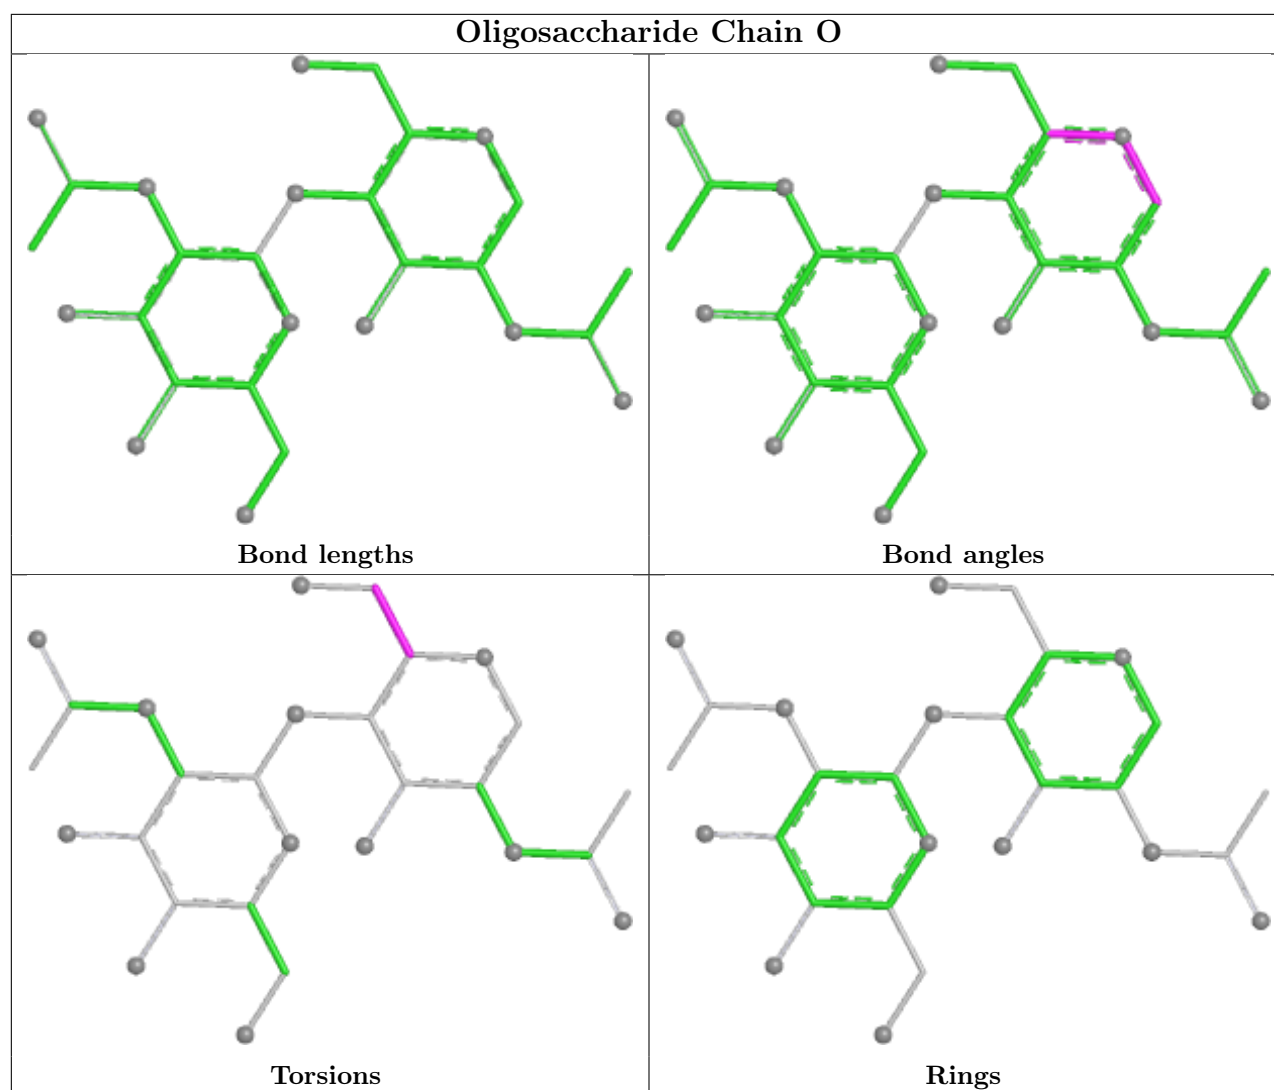 Oligosaccharide Chain O
Bond lengths
Bond angles
Torsions
Rings